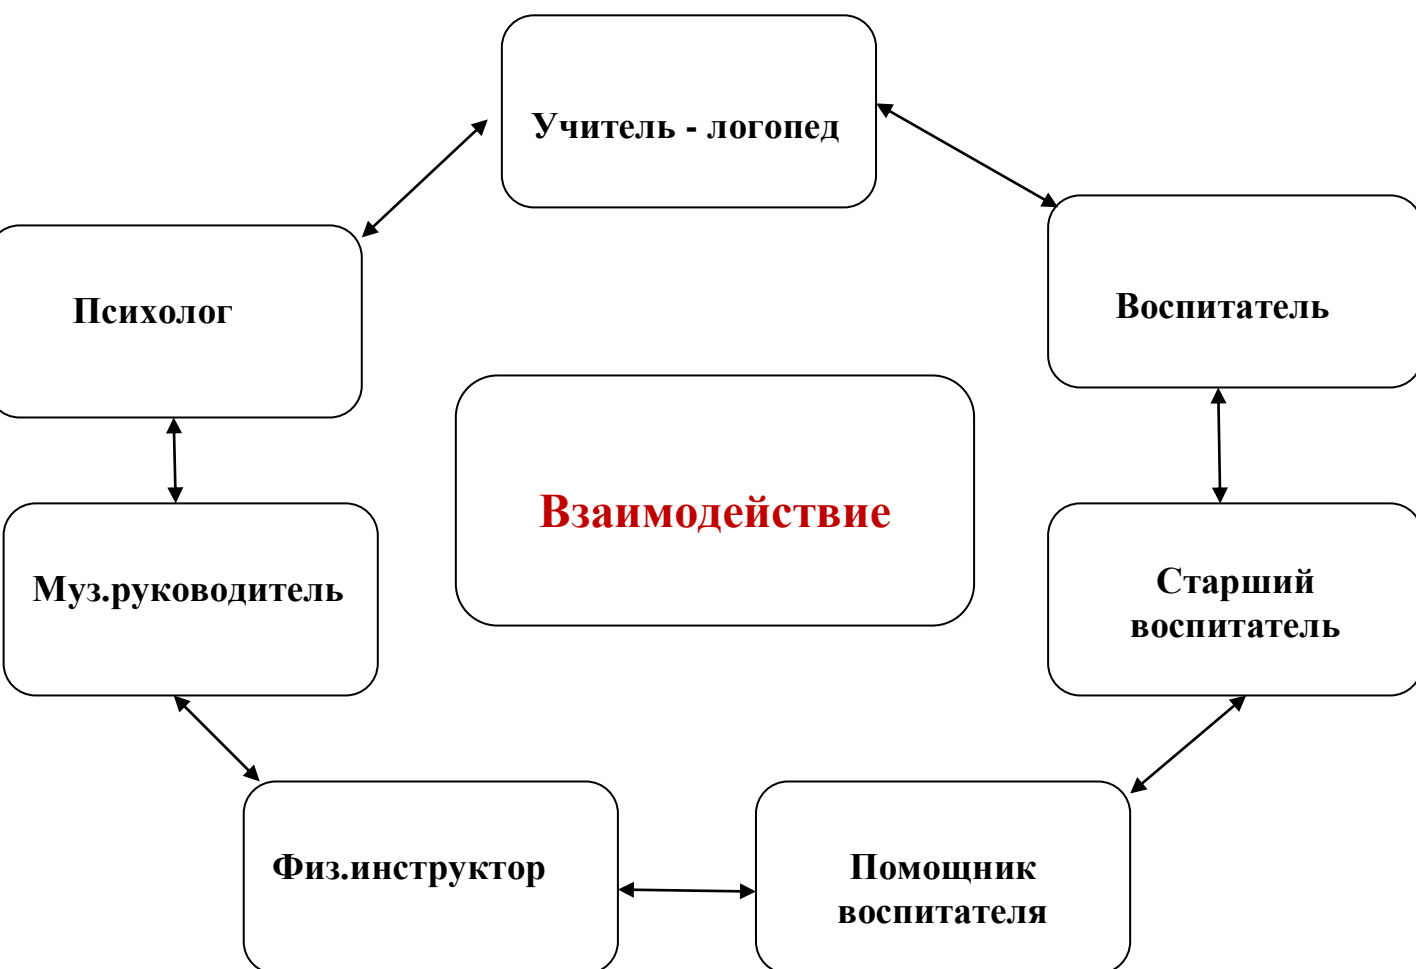 Учитель - логопед
Психолог
Воспитатель
Взаимодействие
Муз.руководитель
Старший
воспитатель
Физ.инструктор
Помощник
воспитателя